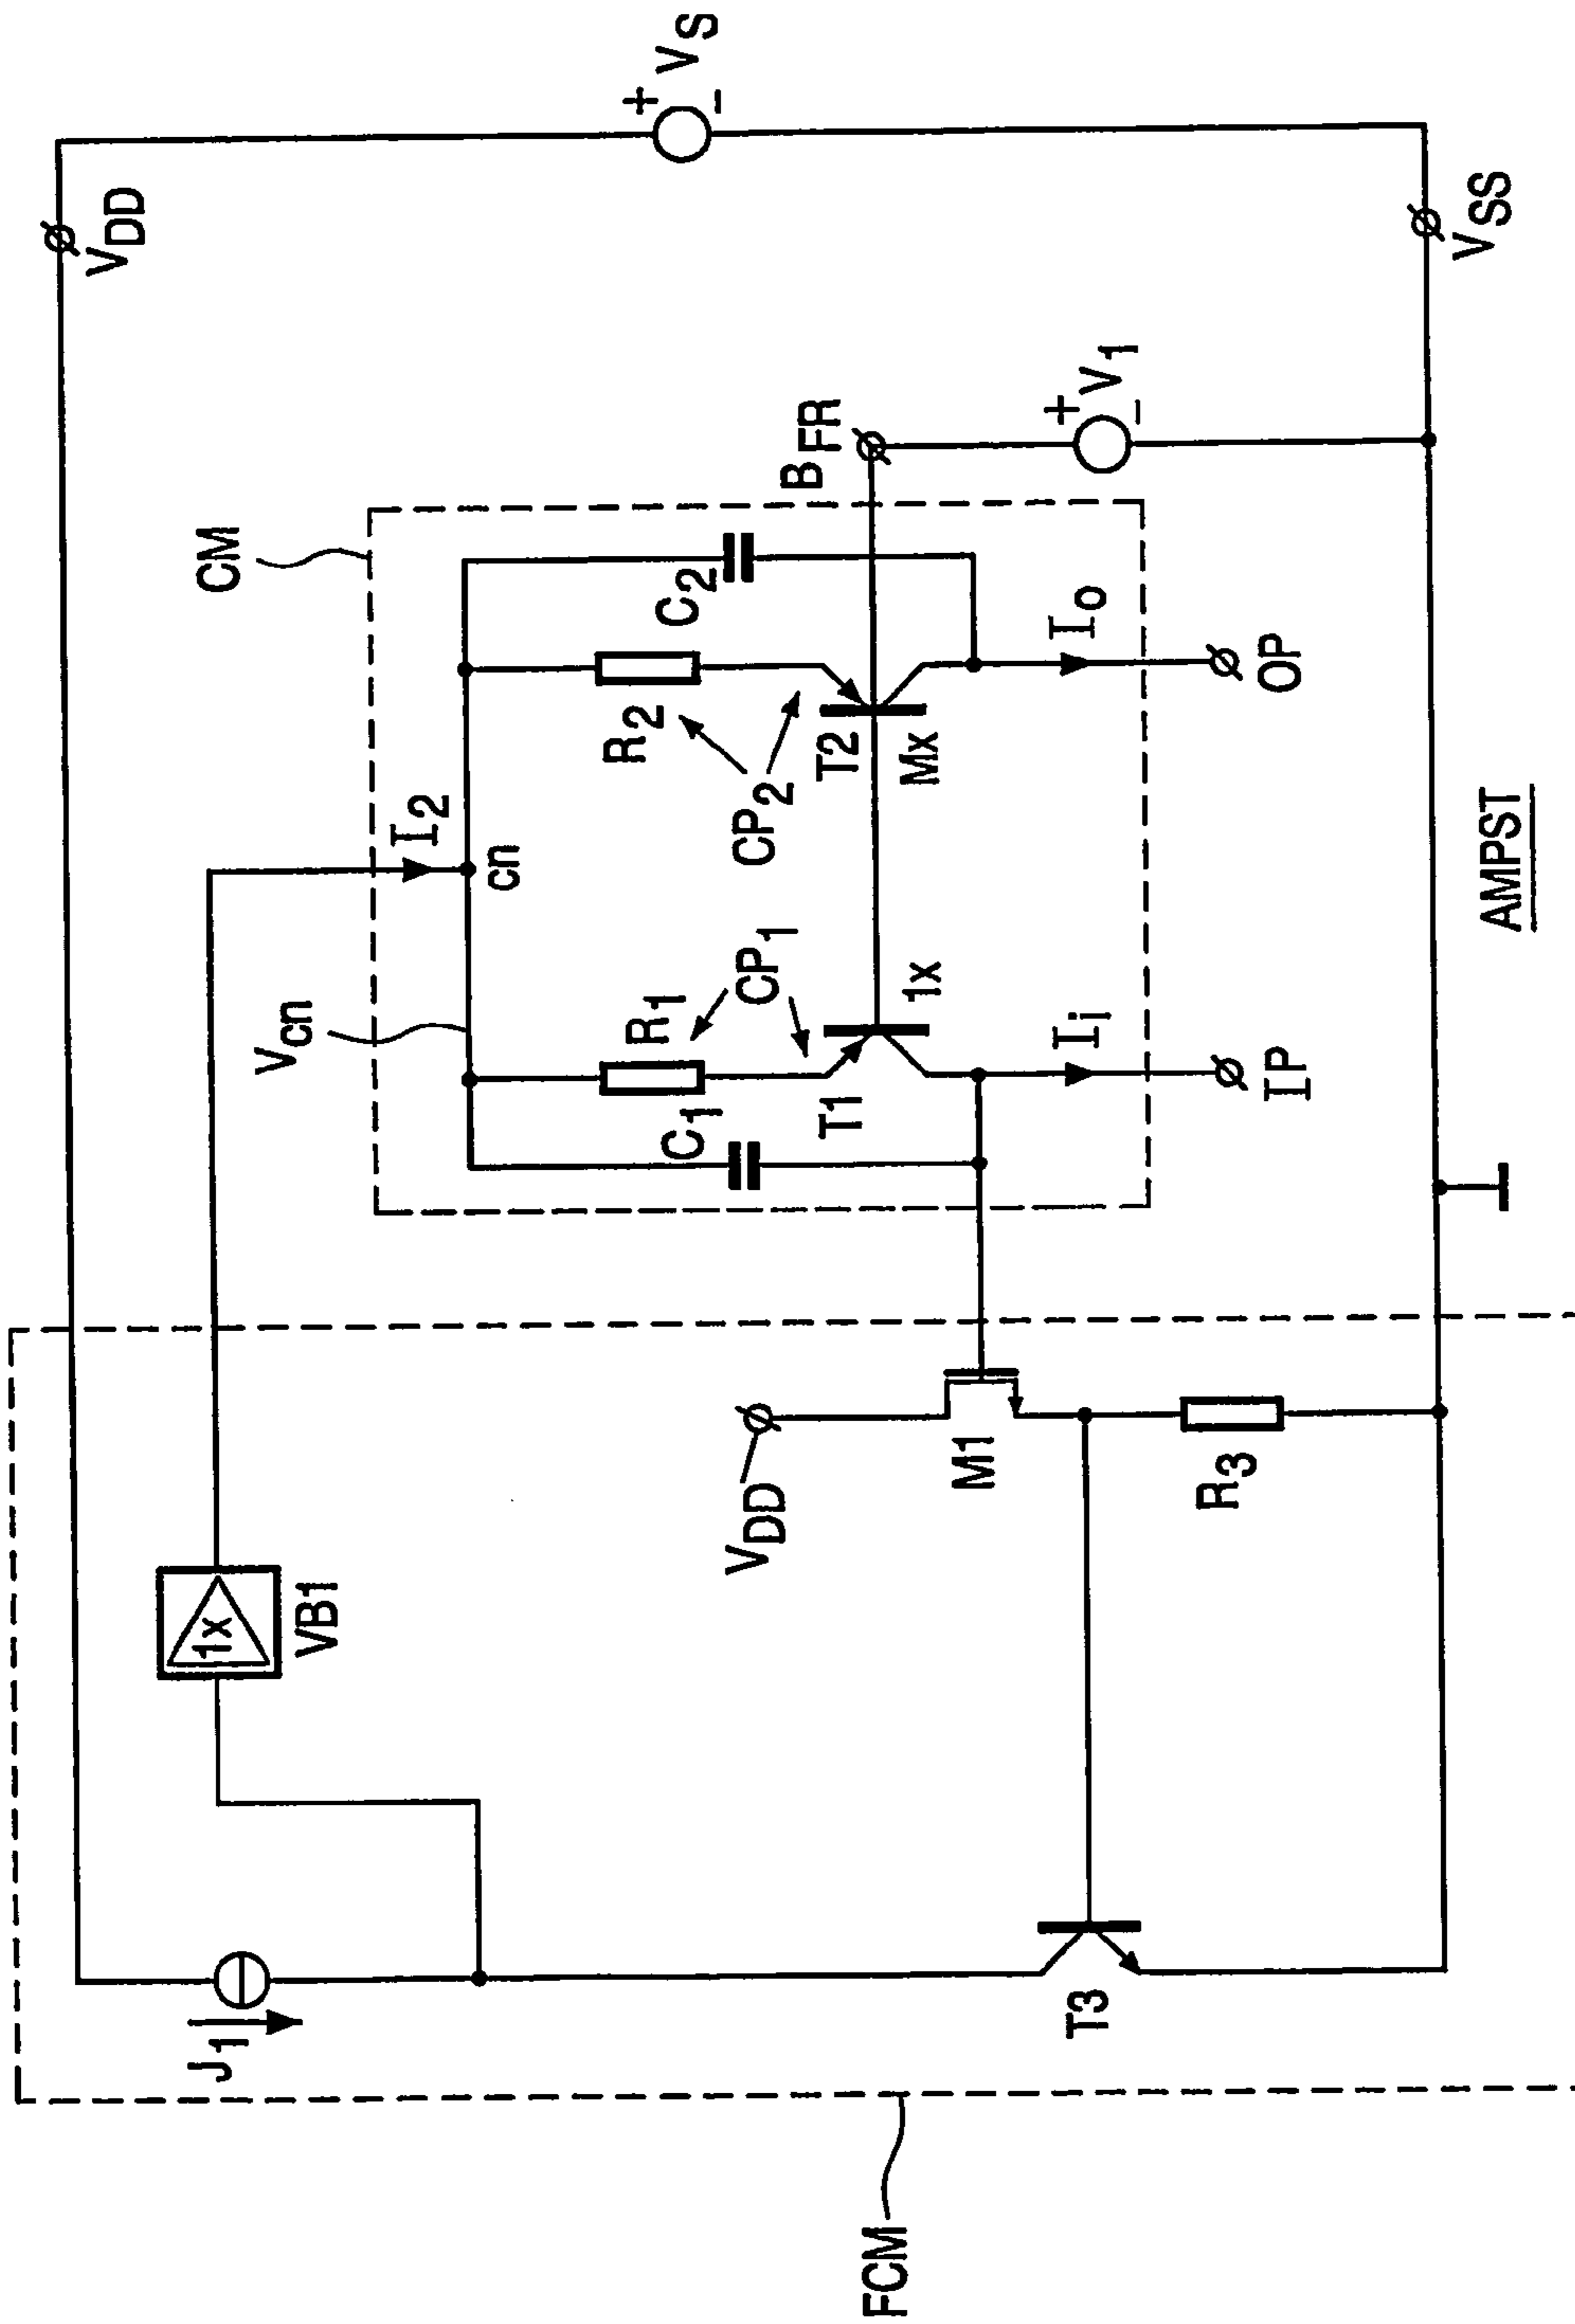 FCM
J1
VB1
1x
VDD
T3
M1
R3
Vcn
I2
cn
CM
C1
R1
CP1
T1
1x
Ii
IP
R2
C2
CP2
T2
Mx
Io
OP
BFR
+
V1
-
VDD
+
VS
-
VSS
AMPST